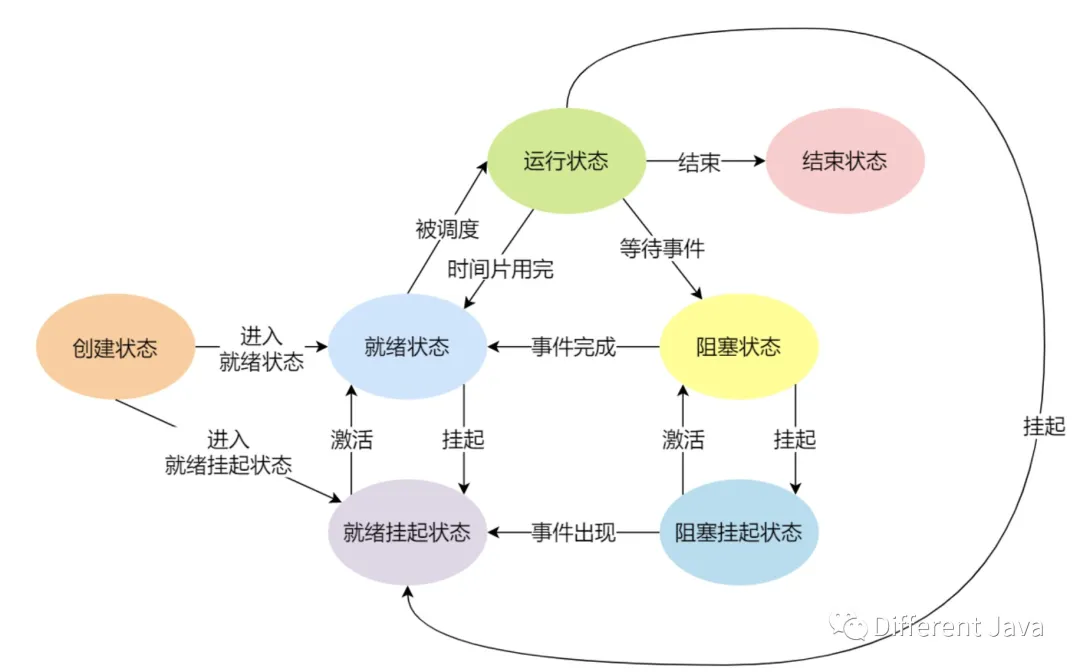 运行状态
结束
结束状态
被调度
等待事件
时间片用完
创建状态
进入
就绪状态
就绪状态
事件完成
阻塞状态
激活
挂起
激活
挂起
挂起
进入
就绪挂起状态
就绪挂起状态
事件出现
阻塞挂起状态
Different Java